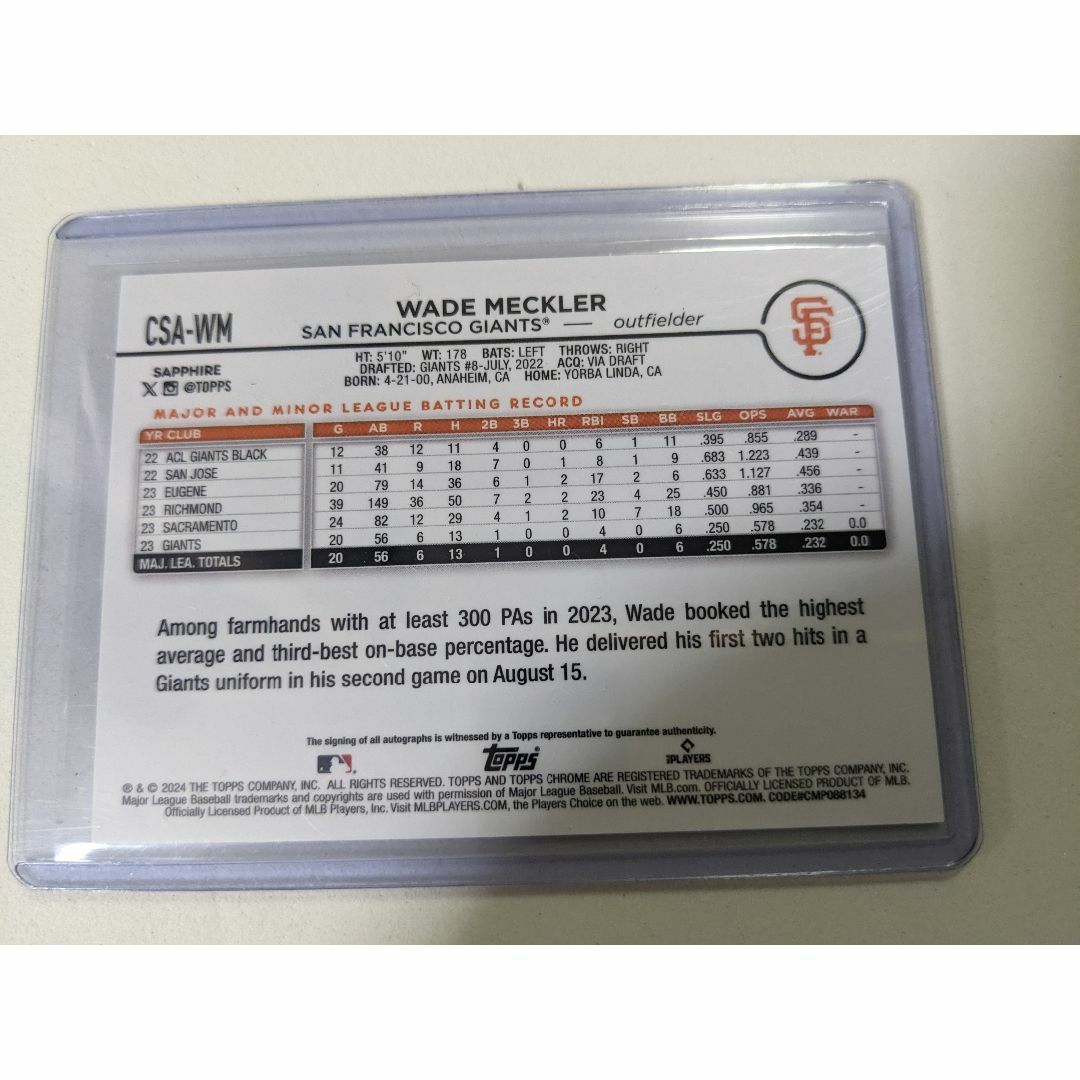 CSA-WM
WADE MECKLER
SAN FRANCISCO GIANTS® — outfielder
SF
SAPPHIRE
X @TOPPS
HT: 5'10" WT: 178 BATS: LEFT THROWS: RIGHT
DRAFTED: GIANTS #8-JULY, 2022 ACQ: VIA DRAFT
BORN: 4-21-00, ANAHEIM, CA HOME: YORBA LINDA, CA
MAJOR AND MINOR LEAGUE BATTING RECORD
YR CLUB G AB R H 2B 3B HR RBI SB BB SLG OPS AVG WAR
22 ACL GIANTS BLACK 12 38 12 11 4 0 0 6 1 11 .395 .855 .289 -
22 SAN JOSE 11 41 9 18 7 0 1 8 1 9 .683 1.223 .439 -
23 EUGENE 20 79 14 36 6 1 2 17 2 6 .633 1.127 .456 -
23 RICHMOND 39 149 36 50 7 2 2 23 4 25 .450 .881 .336 -
23 SACRAMENTO 24 82 12 29 4 1 2 10 7 18 .500 .965 .354 -
23 GIANTS 20 56 6 13 1 0 0 4 0 6 .250 .578 .232 0.0
MAJ. LEA. TOTALS 20 56 6 13 1 0 0 4 0 6 .250 .578 .232 0.0
Among farmhands with at least 300 PAs in 2023, Wade booked the highest
average and third-best on-base percentage. He delivered his first two hits in a
Giants uniform in his second game on August 15.
The signing of all autographs is witnessed by a Topps representative to guarantee authenticity.
topps
PLAYERS
® & © 2024 THE TOPPS COMPANY, INC. ALL RIGHTS RESERVED. TOPPS AND TOPPS CHROME ARE REGISTERED TRADEMARKS OF THE TOPPS COMPANY, INC.
Major League Baseball trademarks and copyrights are used with permission of Major League Baseball. Visit MLB.com. OFFICIALLY LICENSED PRODUCT OF MLB
Officially Licensed Product of MLB Players, Inc. Visit MLBPLAYERS.COM, the Players Choice on the web. WWW.TOPPS.COM. CODE#CMP088134